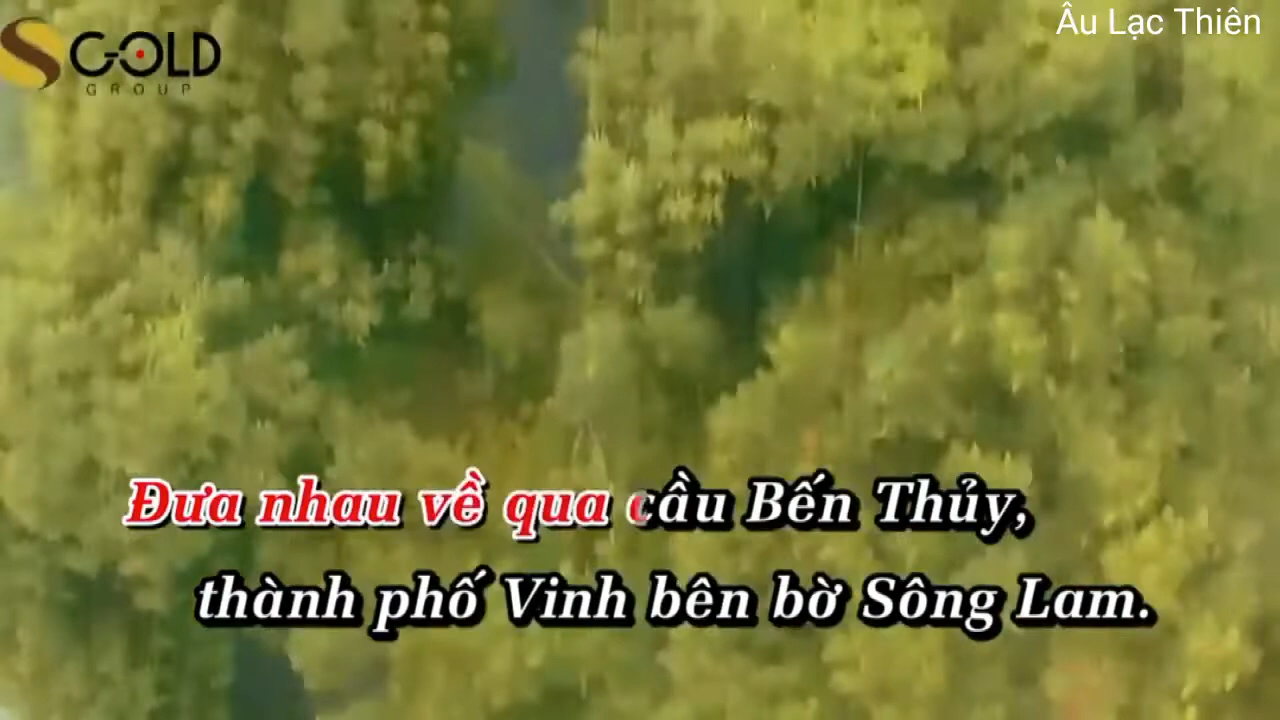 GOLD
GROUP
Âu Lạc Thiên
Đưa nhau về qua cầu Bến Thủy,
thành phố Vinh bên bờ Sông Lam.